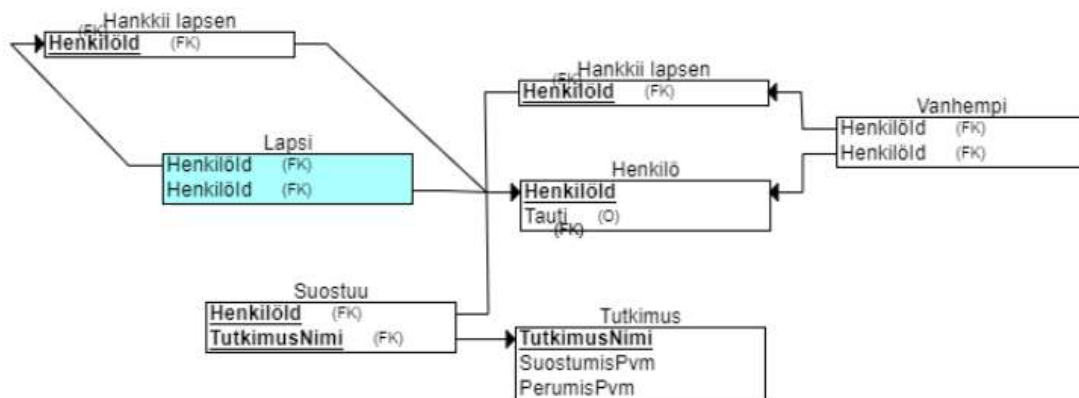 Hankkii lapsen
(FK)
HenkilöId (FK)
Hankkii lapsen
(FK)
HenkilöId (FK)
Vanhempi
HenkilöId (FK)
HenkilöId (FK)
Lapsi
HenkilöId (FK)
HenkilöId (FK)
Henkilö
HenkilöId
Tauti (O)
(FK)
Suostuu
HenkilöId (FK)
TutkimusNimi (FK)
Tutkimus
TutkimusNimi
SuostumisPvm
PerumisPvm